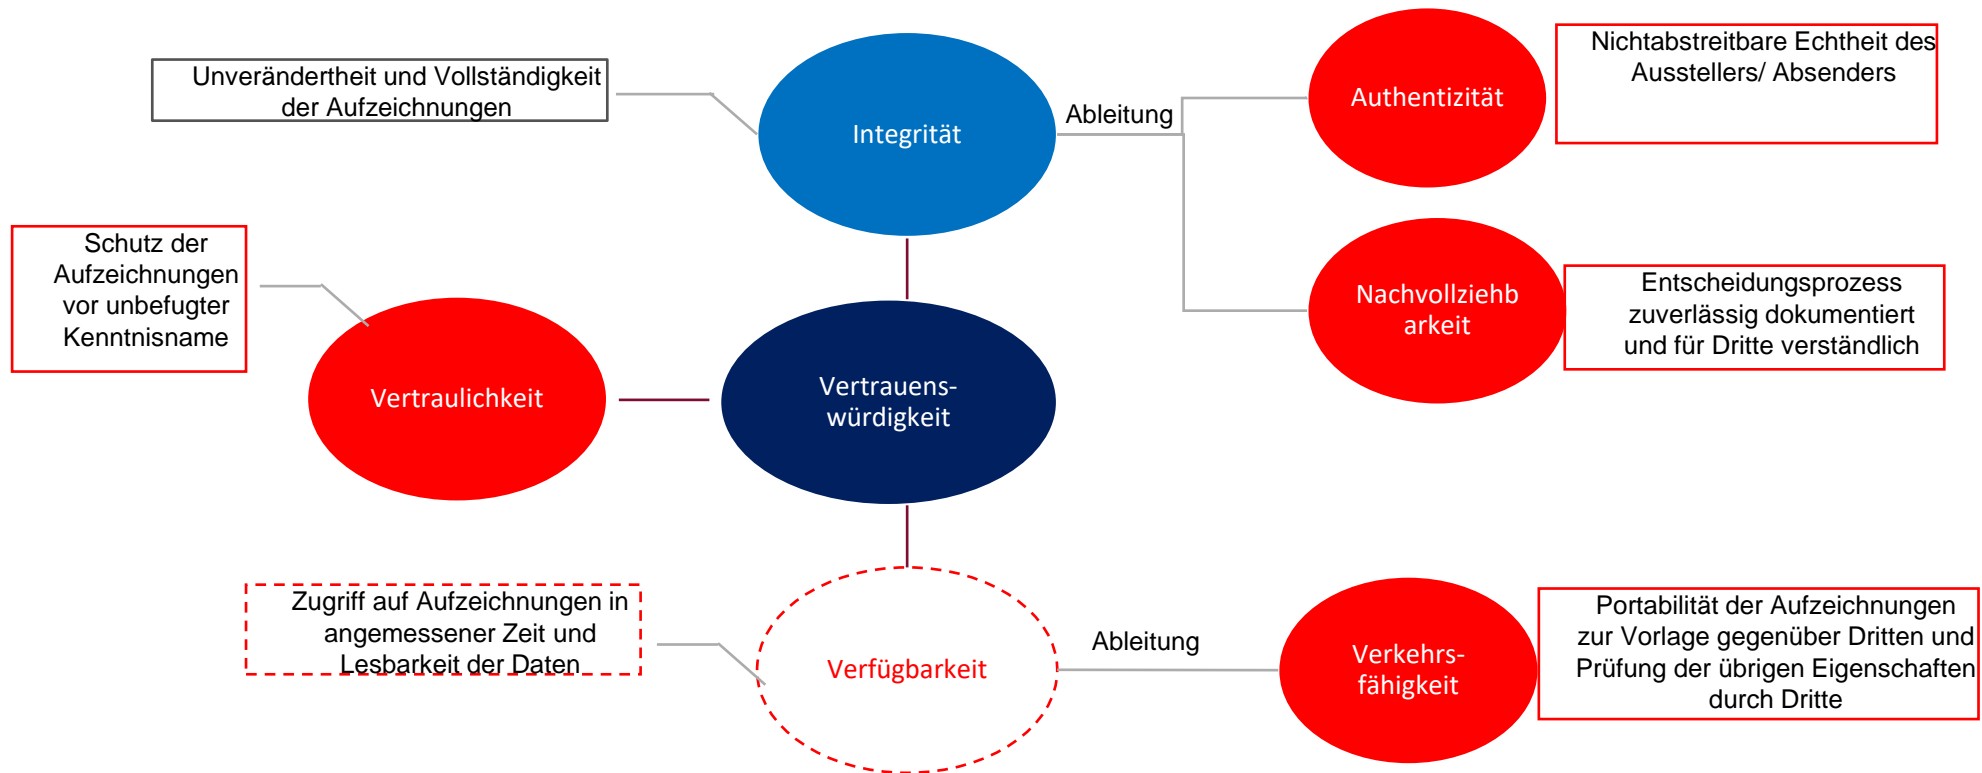 Unverändertheit und Vollständigkeit
der Aufzeichnungen
Integrität
Ableitung
Authentizität
Nichtabstreitbare Echtheit des
Ausstellers/ Absenders
Schutz der
Aufzeichnungen
vor unbefugter
Kenntnisname
Vertraulichkeit
Vertrauens-
würdigkeit
Nachvollziehb
arkeit
Entscheidungsprozess
zuverlässig dokumentiert
und für Dritte verständlich
Zugriff auf Aufzeichnungen in
angemessener Zeit und
Lesbarkeit der Daten
Verfügbarkeit
Ableitung
Verkehrs-
fähigkeit
Portabilität der Aufzeichnungen
zur Vorlage gegenüber Dritten und
Prüfung der übrigen Eigenschaften
durch Dritte